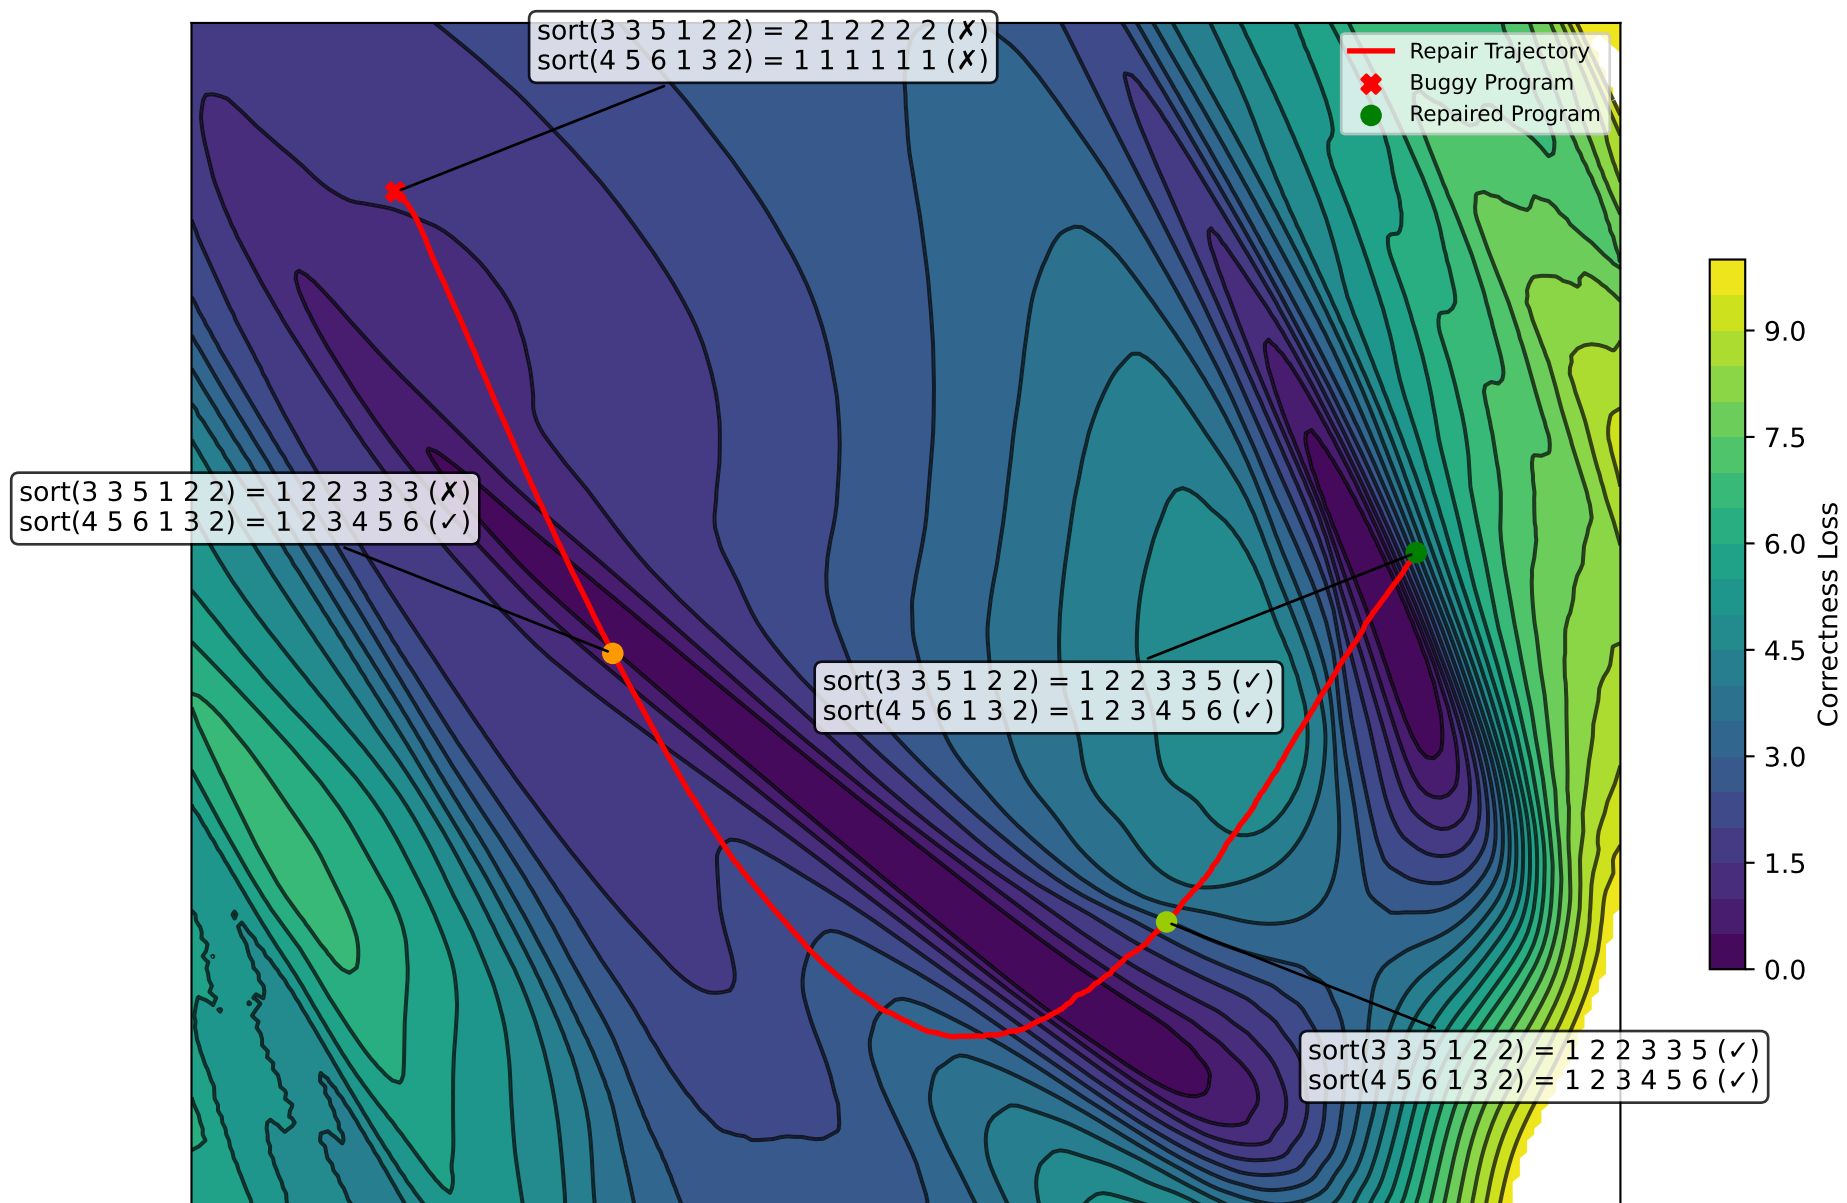 sort(3 3 5 1 2 2) = 2 1 2 2 2 2 (✗)
sort(4 5 6 1 3 2) = 1 1 1 1 1 1 (✗)
Repair Trajectory
Buggy Program
Repaired Program
sort(3 3 5 1 2 2) = 1 2 2 3 3 3 (✗)
sort(4 5 6 1 3 2) = 1 2 3 4 5 6 (✓)
sort(3 3 5 1 2 2) = 1 2 2 3 3 5 (✓)
sort(4 5 6 1 3 2) = 1 2 3 4 5 6 (✓)
sort(3 3 5 1 2 2) = 1 2 2 3 3 5 (✓)
sort(4 5 6 1 3 2) = 1 2 3 4 5 6 (✓)
9.0
7.5
6.0
4.5
3.0
1.5
0.0
Correctness Loss